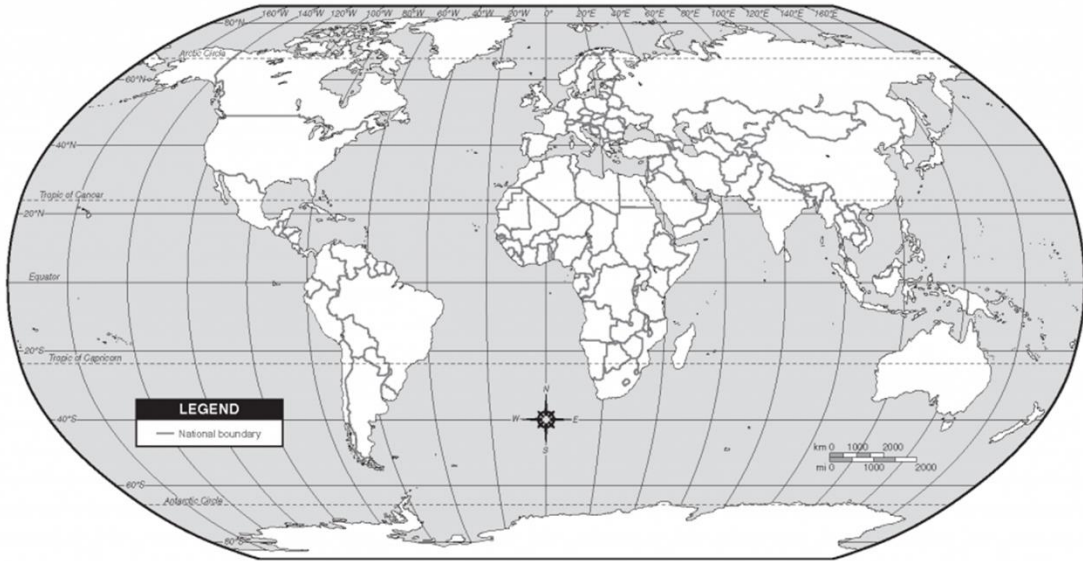 160°W 140°W 120°W 100°W 80°W 60°W 40°W 20°W 0° 20°E 40°E 60°E 80°E 100°E 120°E 140°E 160°E
80°N
Arctic Circle
60°N
40°N
Tropic of Cancer
20°N
Equator
20°S
Tropic of Capricorn
N
LEGEND
W E
40°S
National boundary
S
km 0 1000 2000
mi 0 1000 2000
60°S
Antarctic Circle
80°S